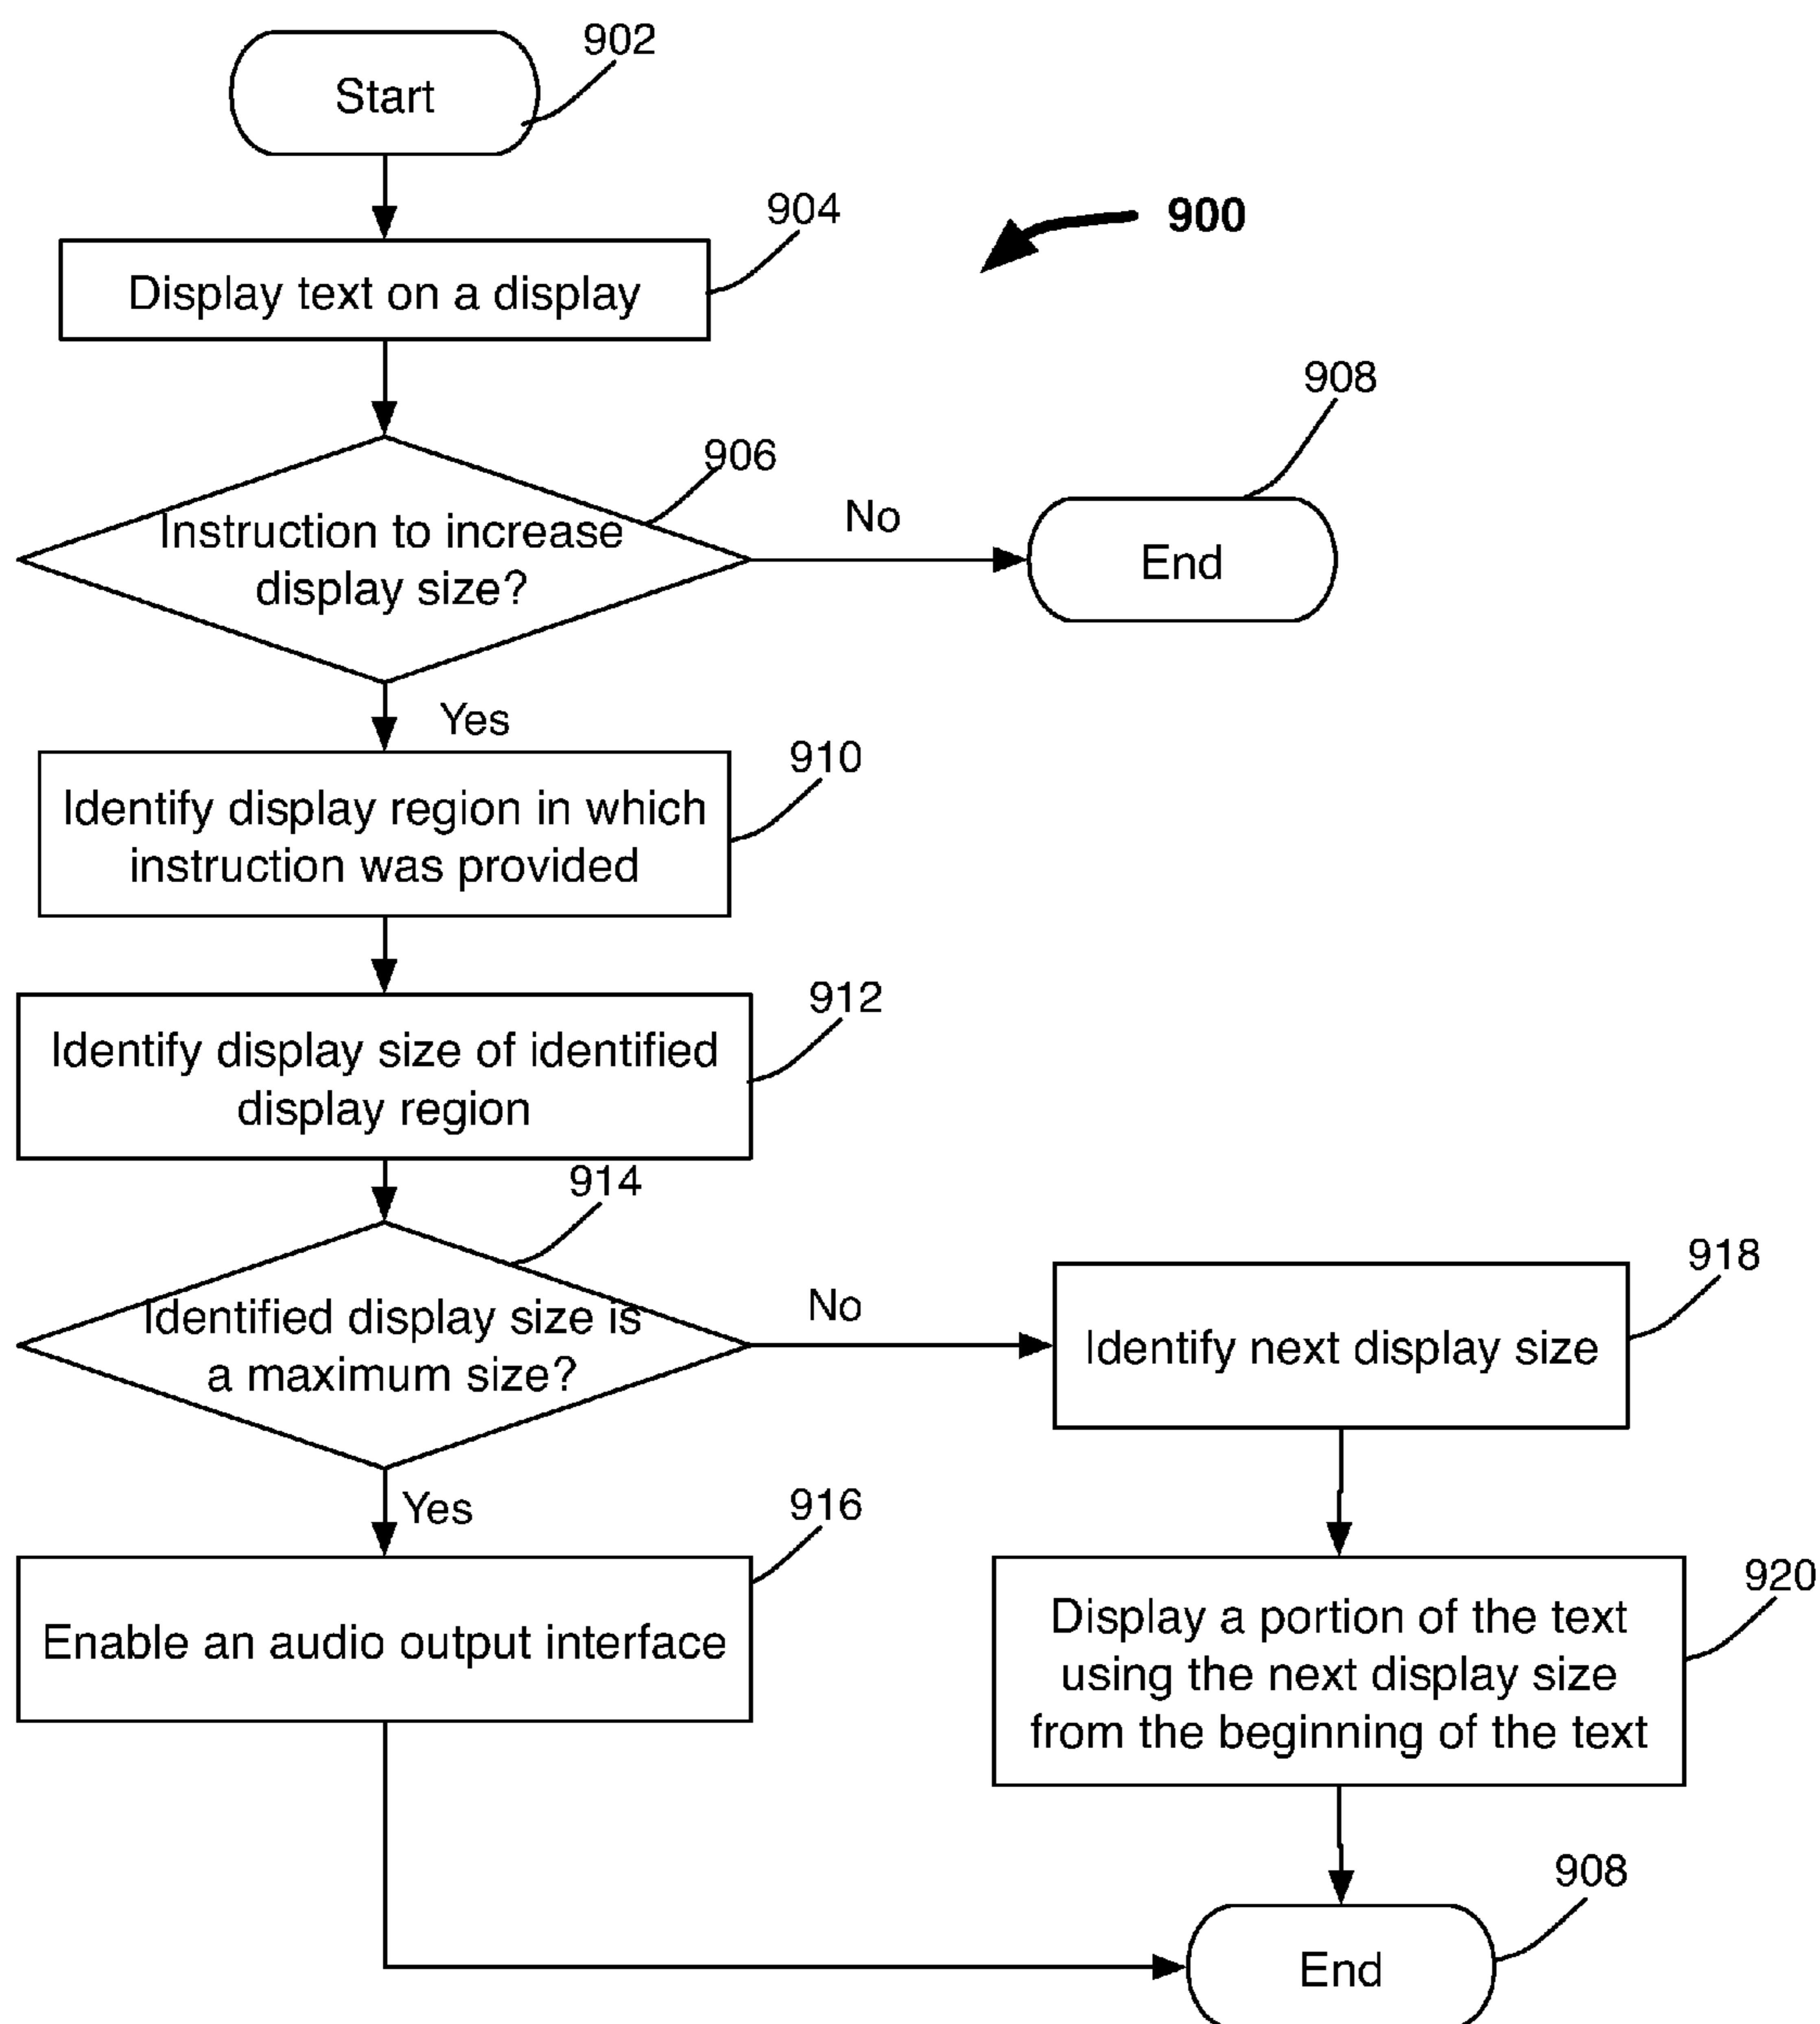 902
Start
904
900
Display text on a display
908
906
Instruction to increase
display size?
No
End
Yes
910
Identify display region in which
instruction was provided
912
Identify display size of identified
display region
914
918
Identified display size is
a maximum size?
No
Identify next display size
Yes
916
920
Enable an audio output interface
Display a portion of the text
using the next display size
from the beginning of the text
908
End